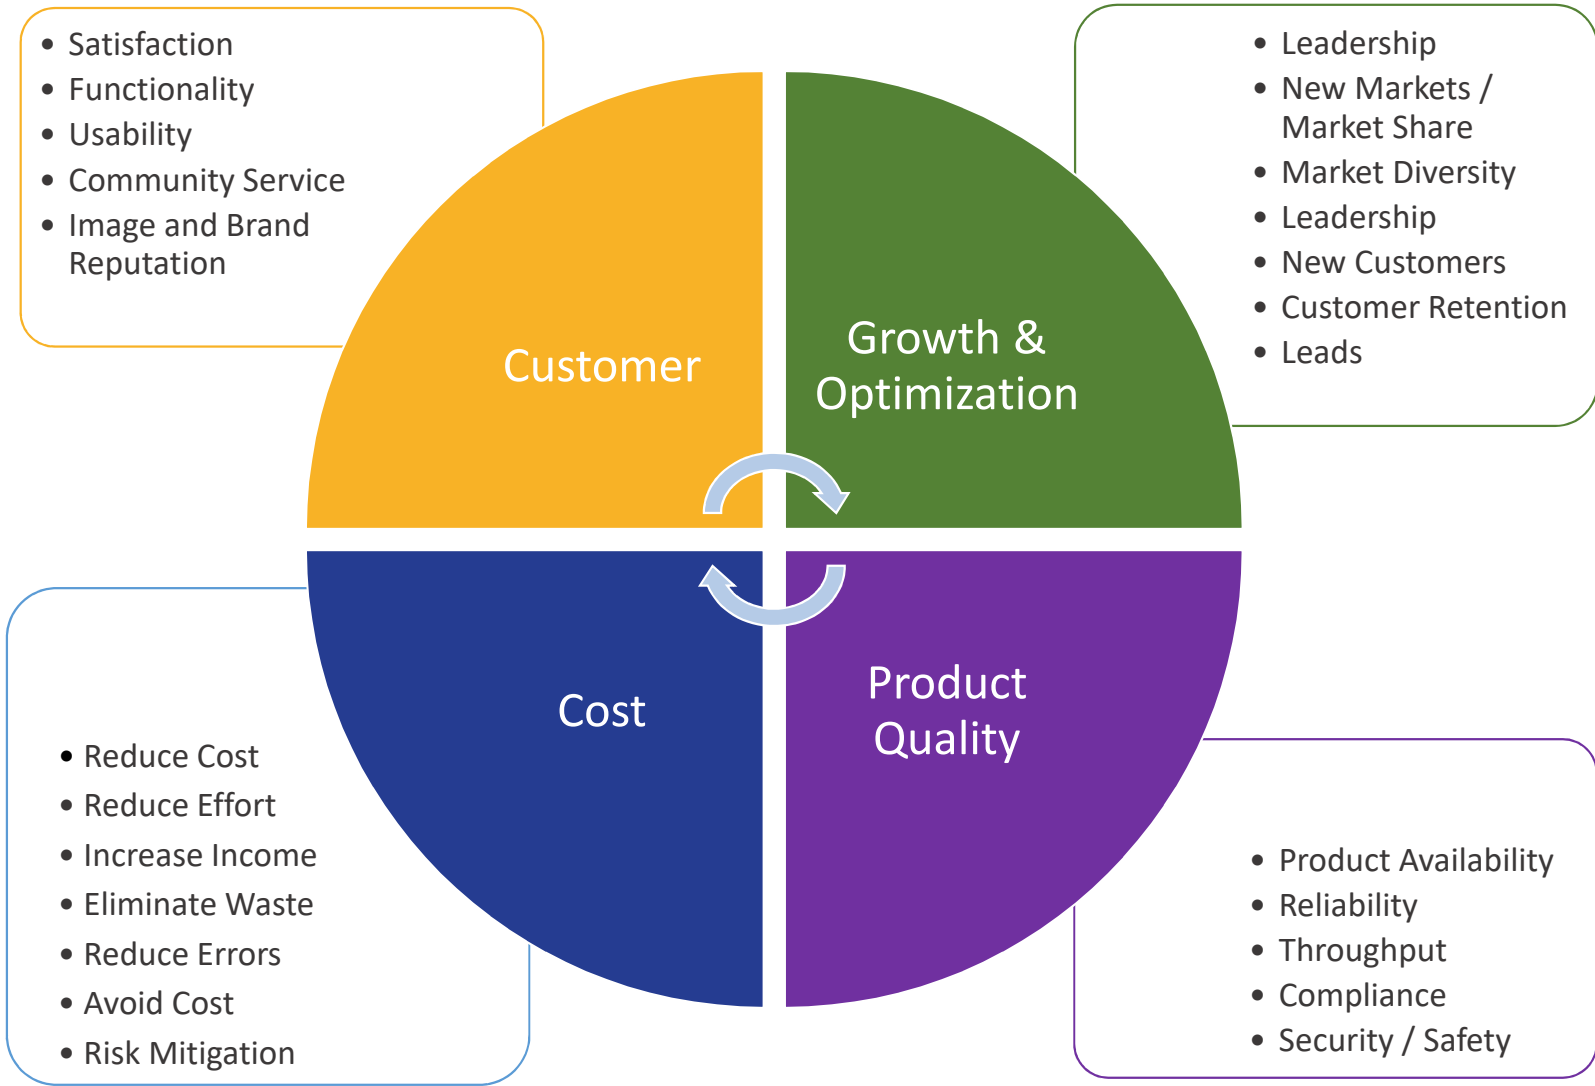 • Satisfaction
• Functionality
• Usability
• Community Service
• Image and Brand
Reputation
Customer
• Leadership
• New Markets /
Market Share
• Market Diversity
• Leadership
• New Customers
• Customer Retention
• Leads
Growth &
Optimization
• Reduce Cost
• Reduce Effort
• Increase Income
• Eliminate Waste
• Reduce Errors
• Avoid Cost
• Risk Mitigation
Cost
Product
Quality
• Product Availability
• Reliability
• Throughput
• Compliance
• Security / Safety